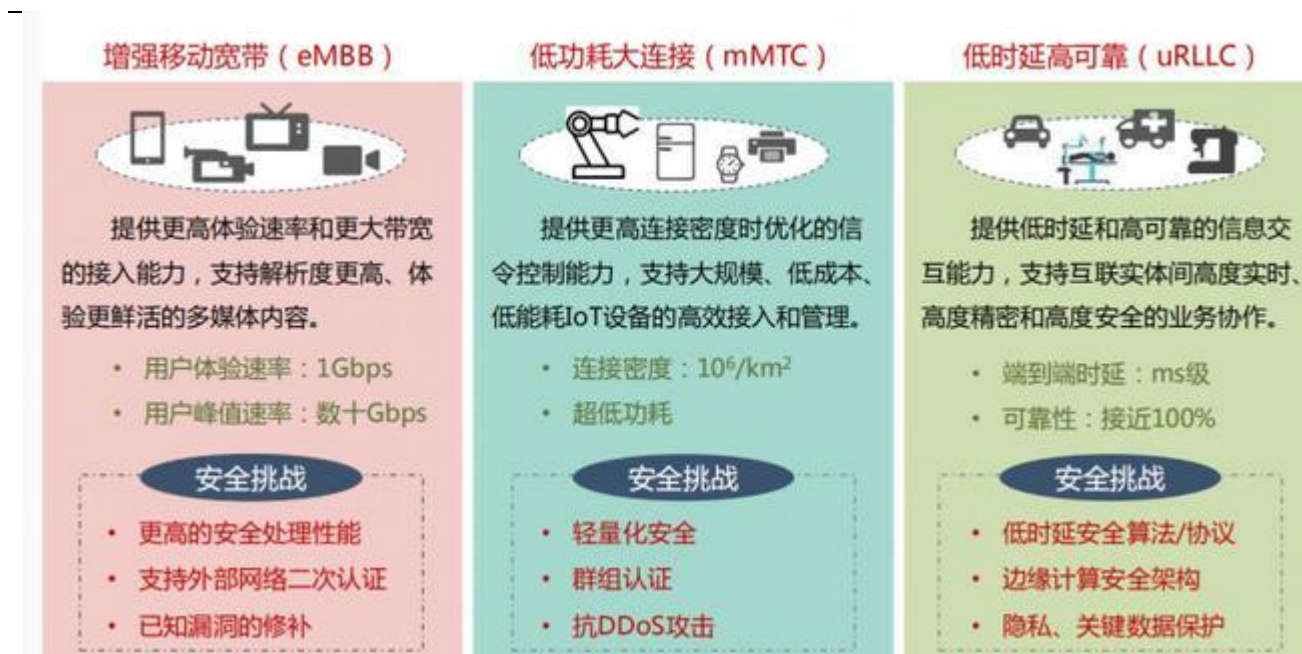 增强移动宽带（eMBB）
提供更高体验速率和更大带宽
的接入能力，支持解析度更高、体
验更鲜活的多媒体内容。
• 用户体验速率：1Gbps
• 用户峰值速率：数十Gbps
安全挑战
• 更高的安全处理性能
• 支持外部网络二次认证
• 已知漏洞的修补
低功耗大连接（mMTC）
提供更高连接密度时优化的信
令控制能力，支持大规模、低成本、
低能耗IoT设备的高效接入和管理。
• 连接密度：10⁶/km²
• 超低功耗
安全挑战
• 轻量化安全
• 群组认证
• 抗DDoS攻击
低时延高可靠（uRLLC）
提供低时延和高可靠的信息交
互能力，支持互联实体间高度实时、
高度精密和高度安全的业务协作。
• 端到端时延：ms级
• 可靠性：接近100%
安全挑战
• 低时延安全算法/协议
• 边缘计算安全架构
• 隐私、关键数据保护